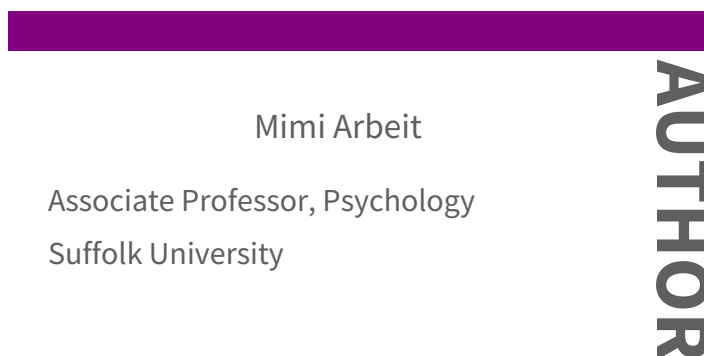 Mimi Arbeit
Associate Professor, Psychology
Suffolk University
AUTHOR